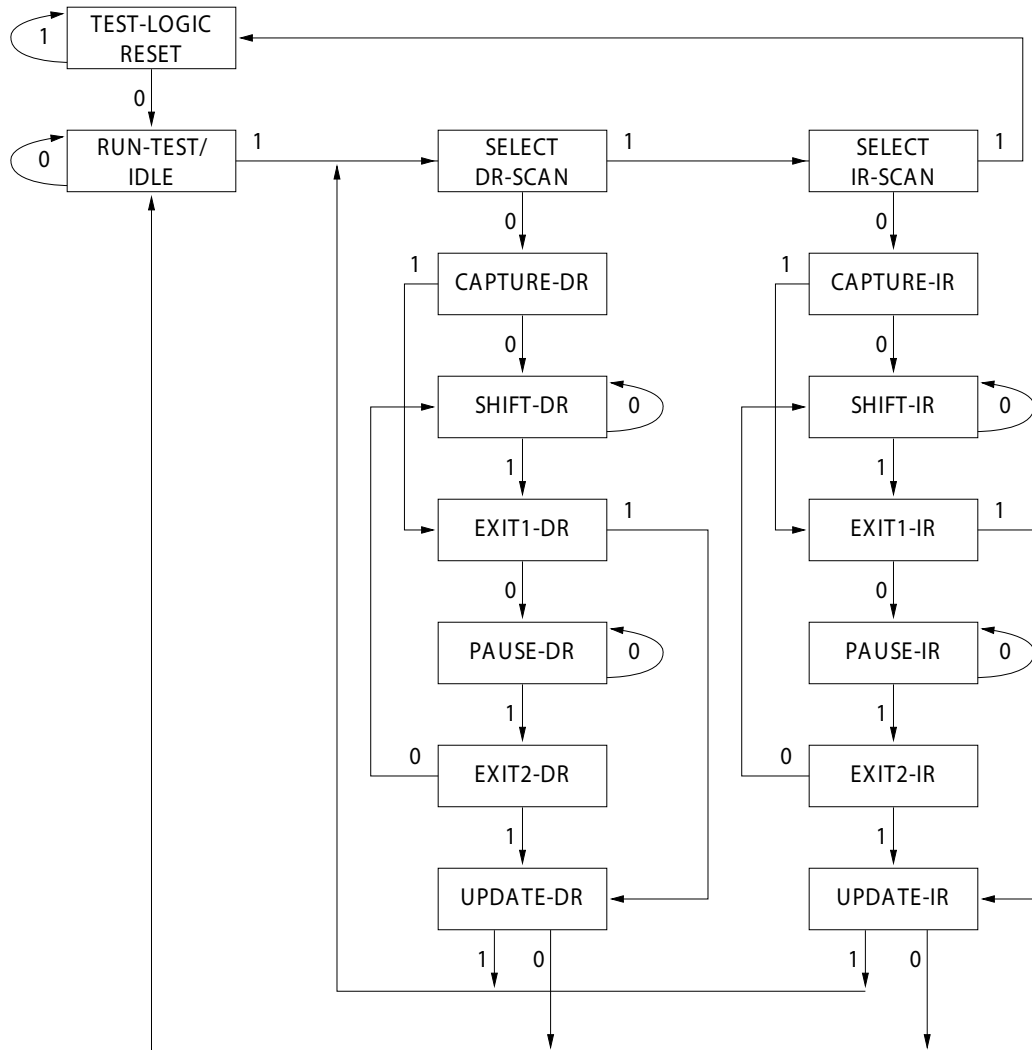 TEST-LOGIC
RESET
1
0
RUN-TEST/
IDLE
0
1
SELECT
DR-SCAN
1
SELECT
IR-SCAN
1
0
0
1
CAPTURE-DR
1
CAPTURE-IR
0
0
SHIFT-DR
0
SHIFT-IR
0
1
1
EXIT1-DR
1
EXIT1-IR
1
0
0
PAUSE-DR
0
PAUSE-IR
0
1
1
0
EXIT2-DR
0
EXIT2-IR
1
1
UPDATE-DR
UPDATE-IR
1
0
1
0